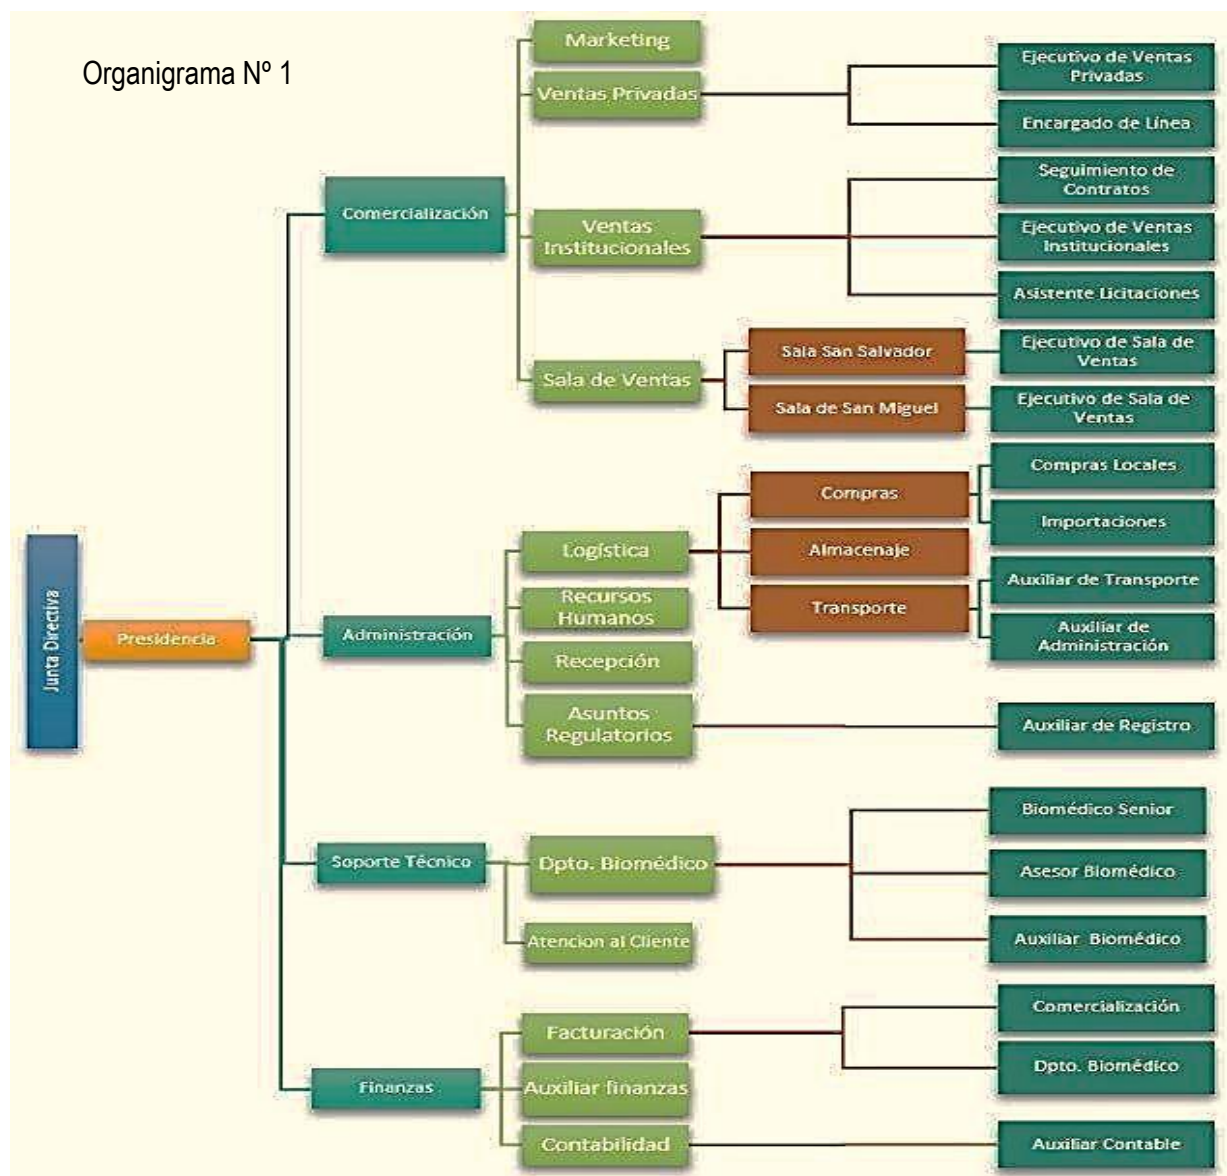 Organigrama Nº 1
Marketing
Ventas Privadas
Ejecutivo de Ventas
Privadas
Encargado de Línea
Comercialización
Ventas
Institucionales
Seguimiento de
Contratos
Ejecutivo de Ventas
Institucionales
Asistente Licitaciones
Sala de Ventas
Sala San Salvador
Ejecutivo de Sala de
Ventas
Sala de San Miguel
Ejecutivo de Sala de
Ventas
Junta Directiva
Presidencia
Administración
Logística
Compras
Compras Locales
Importaciones
Almacenaje
Transporte
Auxiliar de Transporte
Auxiliar de
Administración
Recursos
Humanos
Recepción
Asuntos
Regulatorios
Auxiliar de Registro
Soporte Técnico
Dpto. Biomédico
Biomédico Senior
Asesor Biomédico
Auxiliar Biomédico
Atencion al Cliente
Finanzas
Facturación
Comercialización
Dpto. Biomédico
Auxiliar finanzas
Contabilidad
Auxiliar Contable